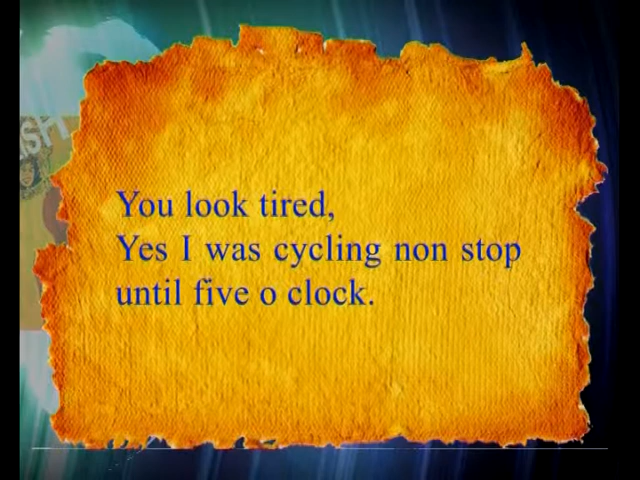 You look tired,
Yes I was cycling non stop
until five o clock.